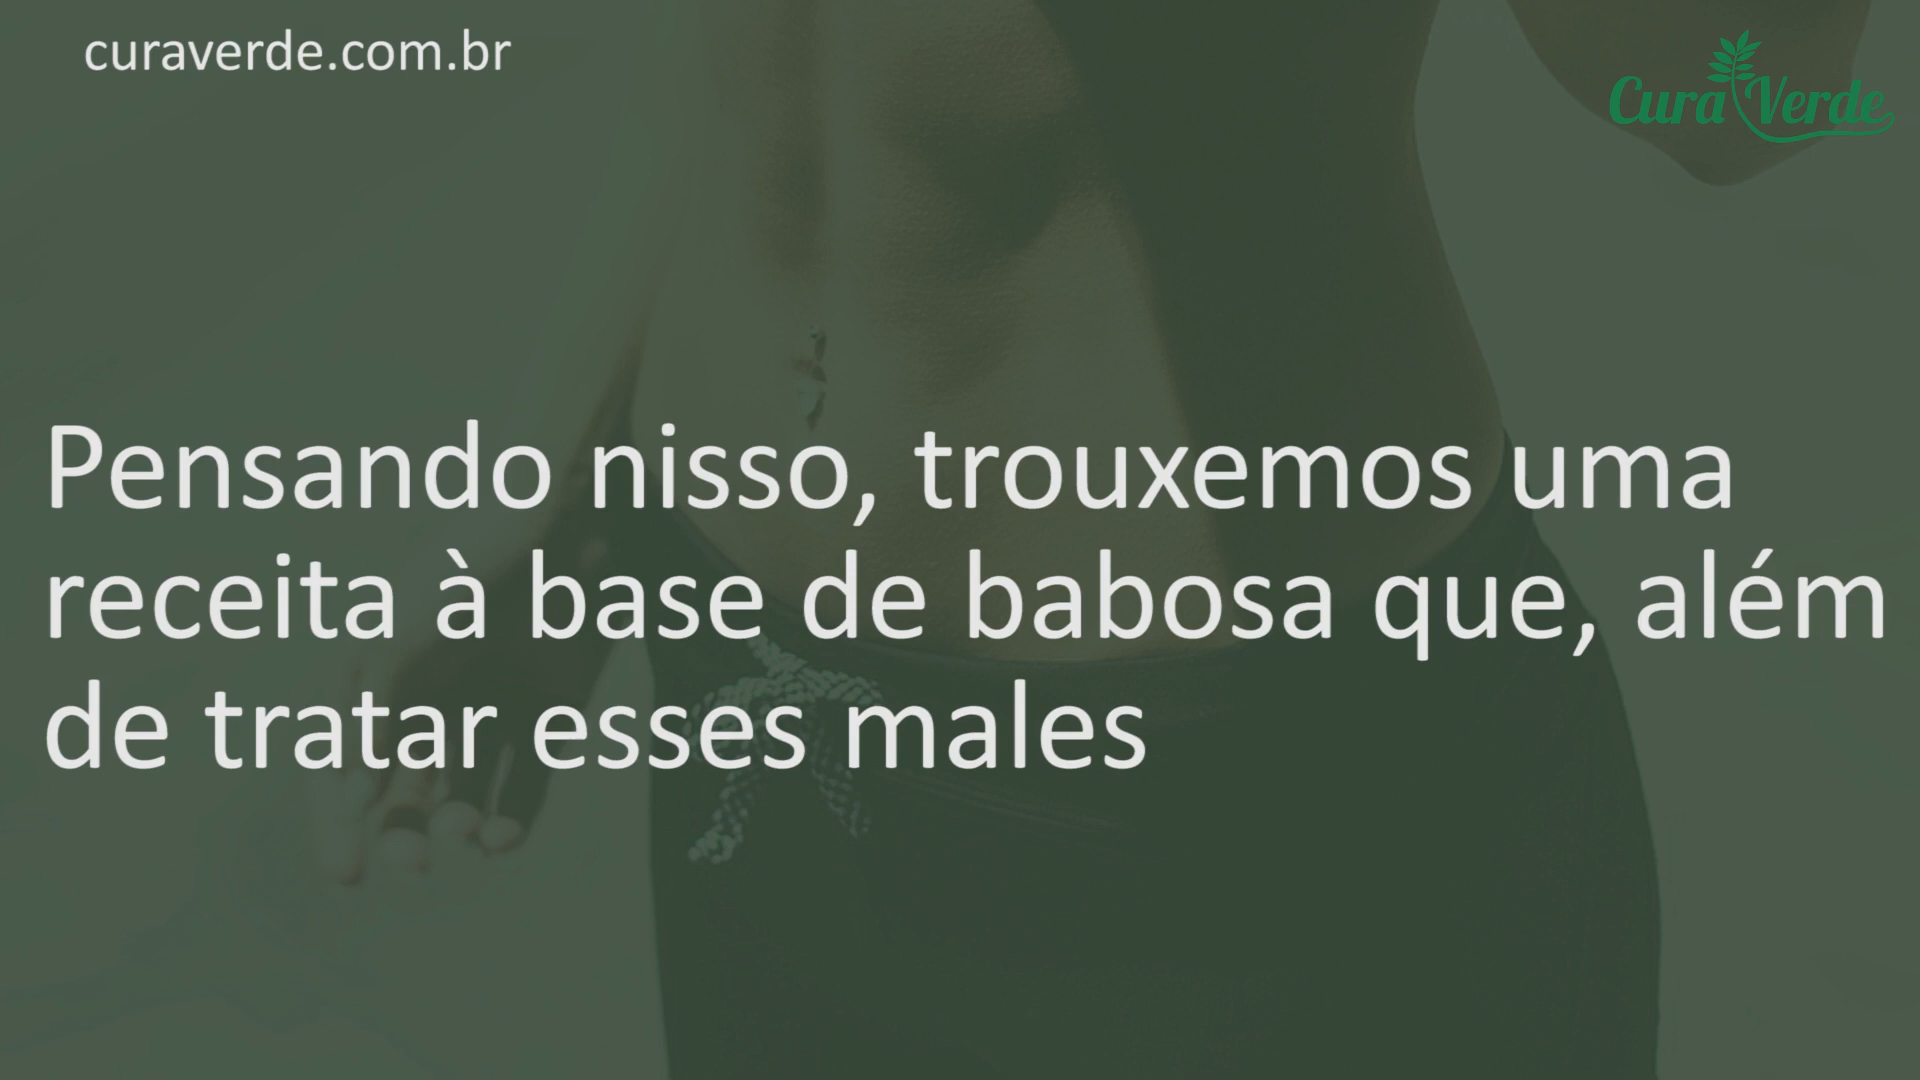 curaverde.com.br
Cura Verde
Pensando nisso, trouxemos uma
receita à base de babosa que, além
de tratar esses males